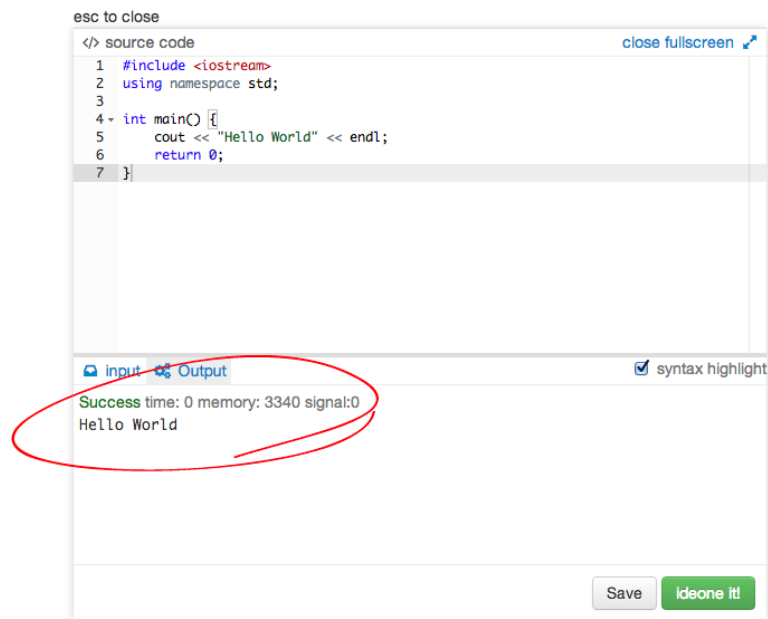 esc to close
</> source code close fullscreen
1 #include <iostream>
2 using namespace std;
3
4 int main() {
5 cout << "Hello World" << endl;
6 return 0;
7 }
input Output syntax highlight
Success time: 0 memory: 3340 signal:0
Hello World
Save ideone it!